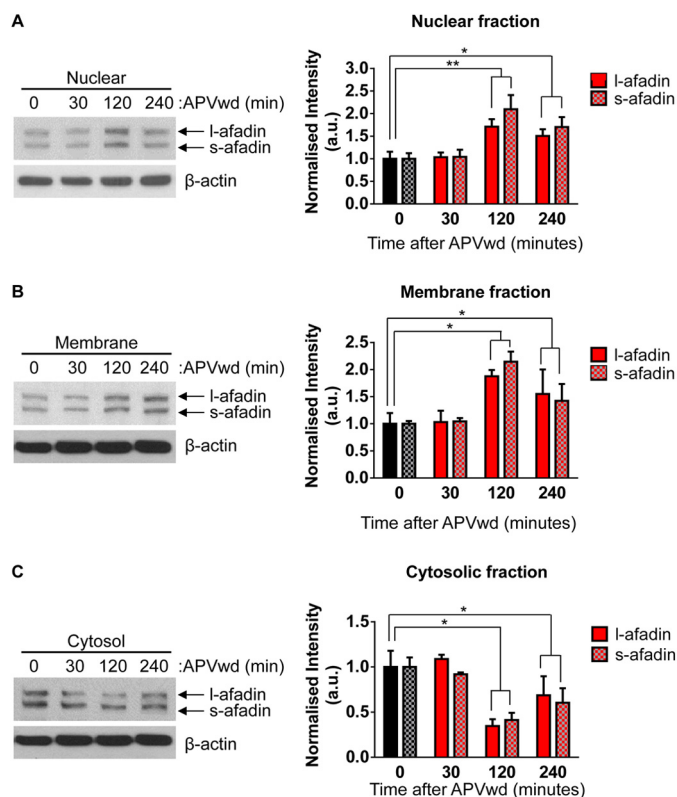 A
Nuclear
0 30 120 240 :APVwd (min)
l-afadin
s-afadin
β-actin
Nuclear fraction
Normalised Intensity
(a.u.)
3.0
2.5
2.0
1.5
1.0
0.5
0.0
*
**
0 30 120 240
Time after APVwd (minutes)
l-afadin
s-afadin
B
Membrane
0 30 120 240 :APVwd (min)
l-afadin
s-afadin
β-actin
Membrane fraction
Normalised Intensity
(a.u.)
2.5
2.0
1.5
1.0
0.5
0.0
*
*
0 30 120 240
Time after APVwd (minutes)
l-afadin
s-afadin
C
Cytosol
0 30 120 240 :APVwd (min)
l-afadin
s-afadin
β-actin
Cytosolic fraction
Normalised Intensity
(a.u.)
1.5
1.0
0.5
0.0
*
*
0 30 120 240
Time after APVwd (minutes)
l-afadin
s-afadin